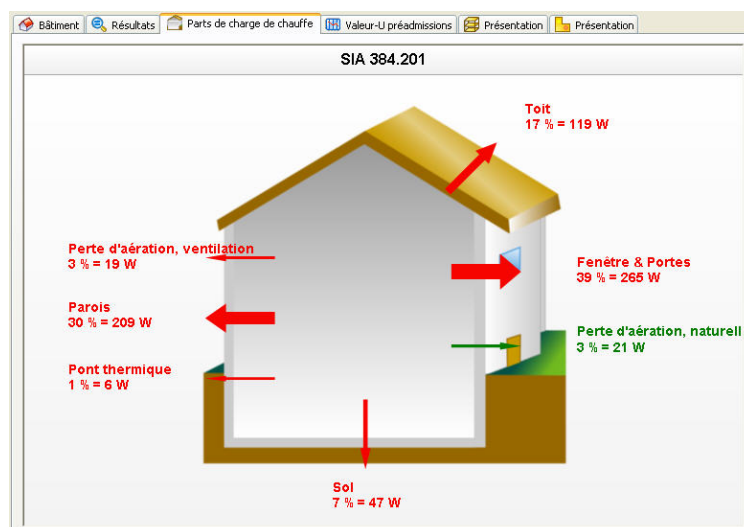 Bâtiment Résultats Parts de charge de chauffe Valeur-U préadmissions Présentation Présentation
SIA 384.201
Toit
17 % = 119 W
Perte d'aération, ventilation
3 % = 19 W
Fenêtre & Portes
39 % = 265 W
Parois
30 % = 209 W
Perte d'aération, naturell
3 % = 21 W
Pont thermique
1 % = 6 W
Sol
7 % = 47 W